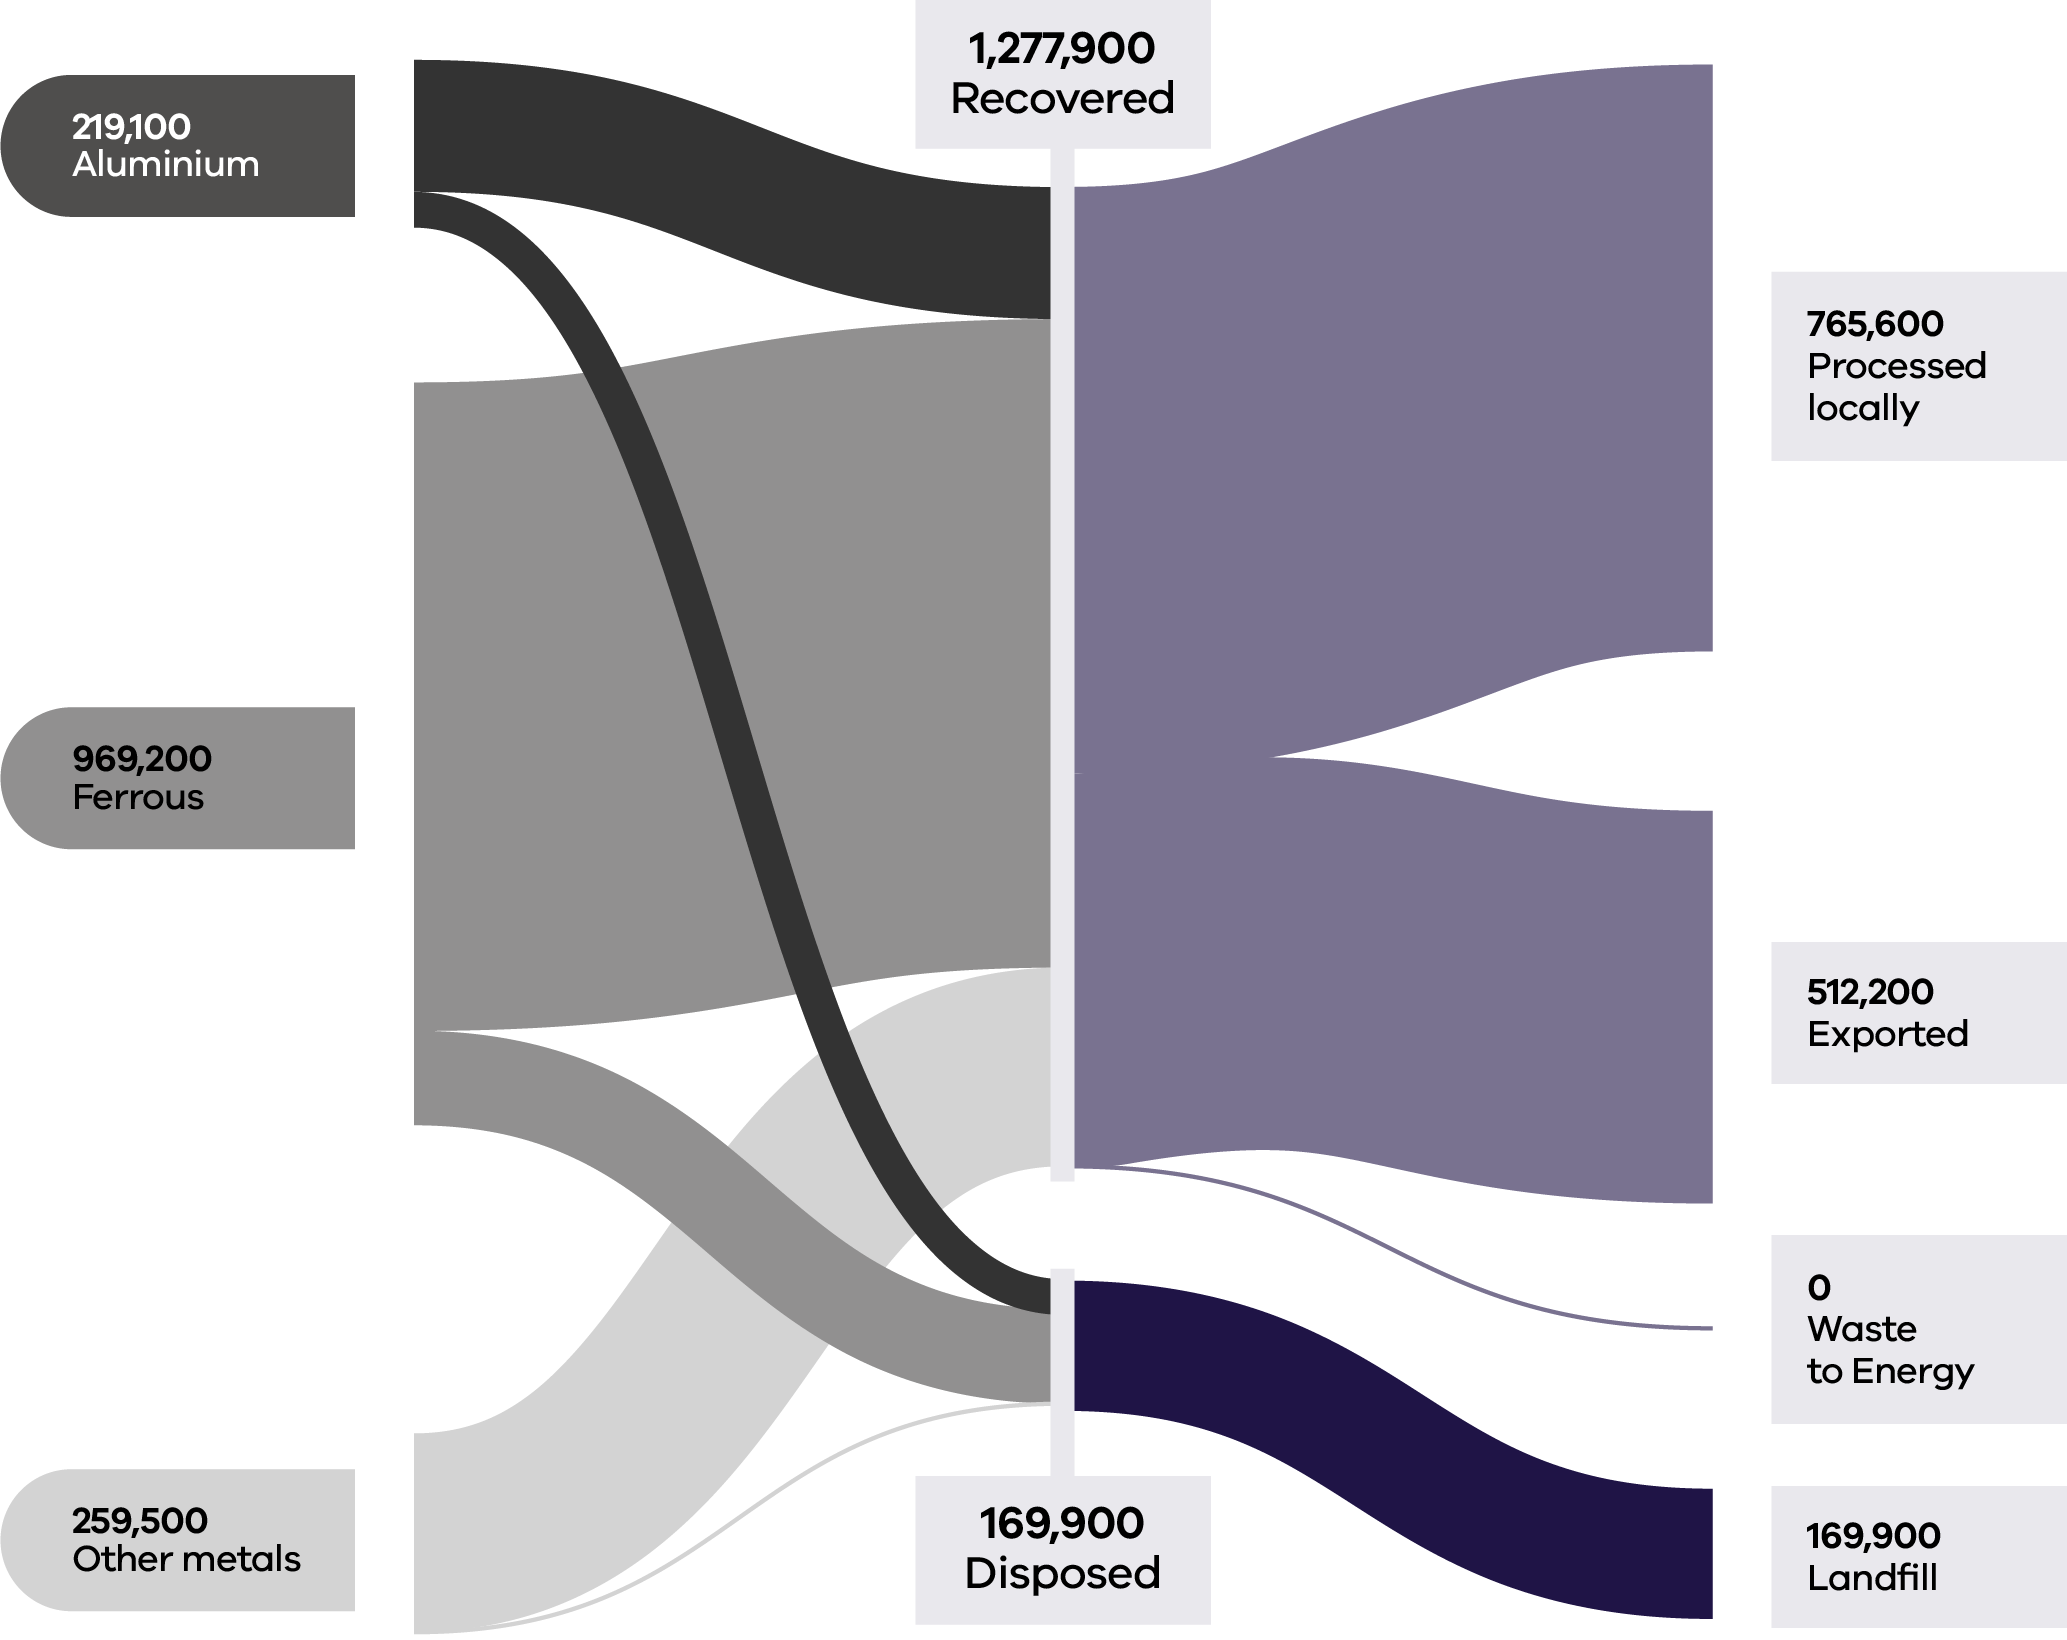 219,100
Aluminium
969,200
Ferrous
259,500
Other metals
1,277,900
Recovered
169,900
Disposed
765,600
Processed
locally
512,200
Exported
0
Waste
to Energy
169,900
Landfill